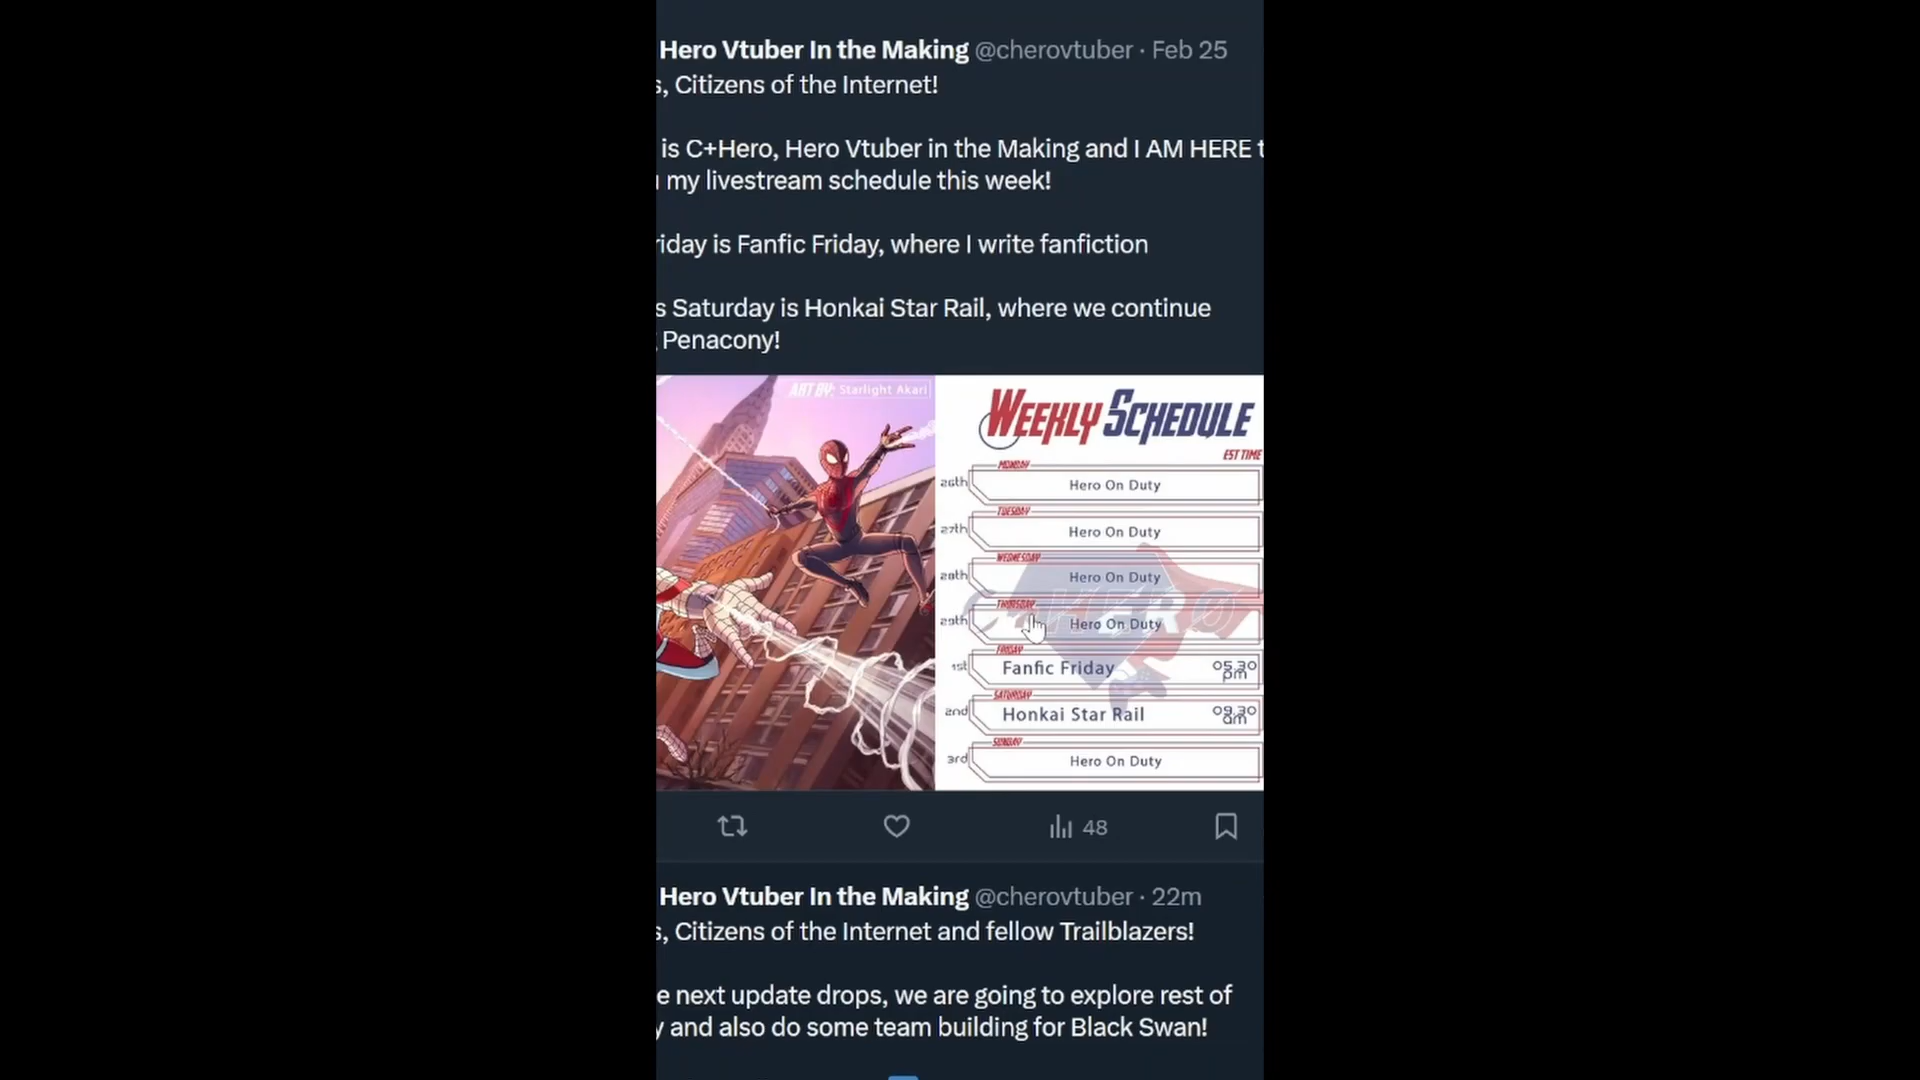 Hero Vtuber In the Making @cherovtuber · Feb 25
s, Citizens of the Internet!
is C+Hero, Hero Vtuber in the Making and I AM HERE t
my livestream schedule this week!
riday is Fanfic Friday, where I write fanfiction
s Saturday is Honkai Star Rail, where we continue
Penacony!
ART BY: Starlight Akari
WEEKLY SCHEDULE
EST TIME
MONDAY
26th Hero On Duty
TUESDAY
27th Hero On Duty
WEDNESDAY
28th Hero On Duty
THURSDAY
29th Hero On Duty
FRIDAY
1st Fanfic Friday 05.30 pm
SATURDAY
2nd Honkai Star Rail 09.30 am
SUNDAY
3rd Hero On Duty
48
Hero Vtuber In the Making @cherovtuber · 22m
s, Citizens of the Internet and fellow Trailblazers!
e next update drops, we are going to explore rest of
y and also do some team building for Black Swan!